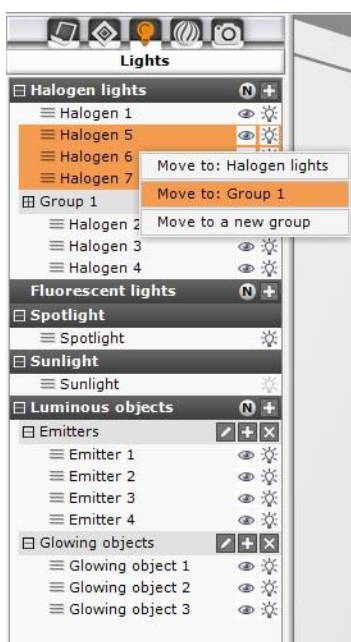 Lights
Halogen lights N
Halogen 1
Halogen 5
Halogen 6
Halogen 7
Move to: Halogen lights
Move to: Group 1
Move to a new group
Group 1
Halogen 2
Halogen 3
Halogen 4
Fluorescent lights N
Spotlight
Spotlight
Sunlight
Sunlight
Luminous objects N
Emitters
Emitter 1
Emitter 2
Emitter 3
Emitter 4
Glowing objects
Glowing object 1
Glowing object 2
Glowing object 3